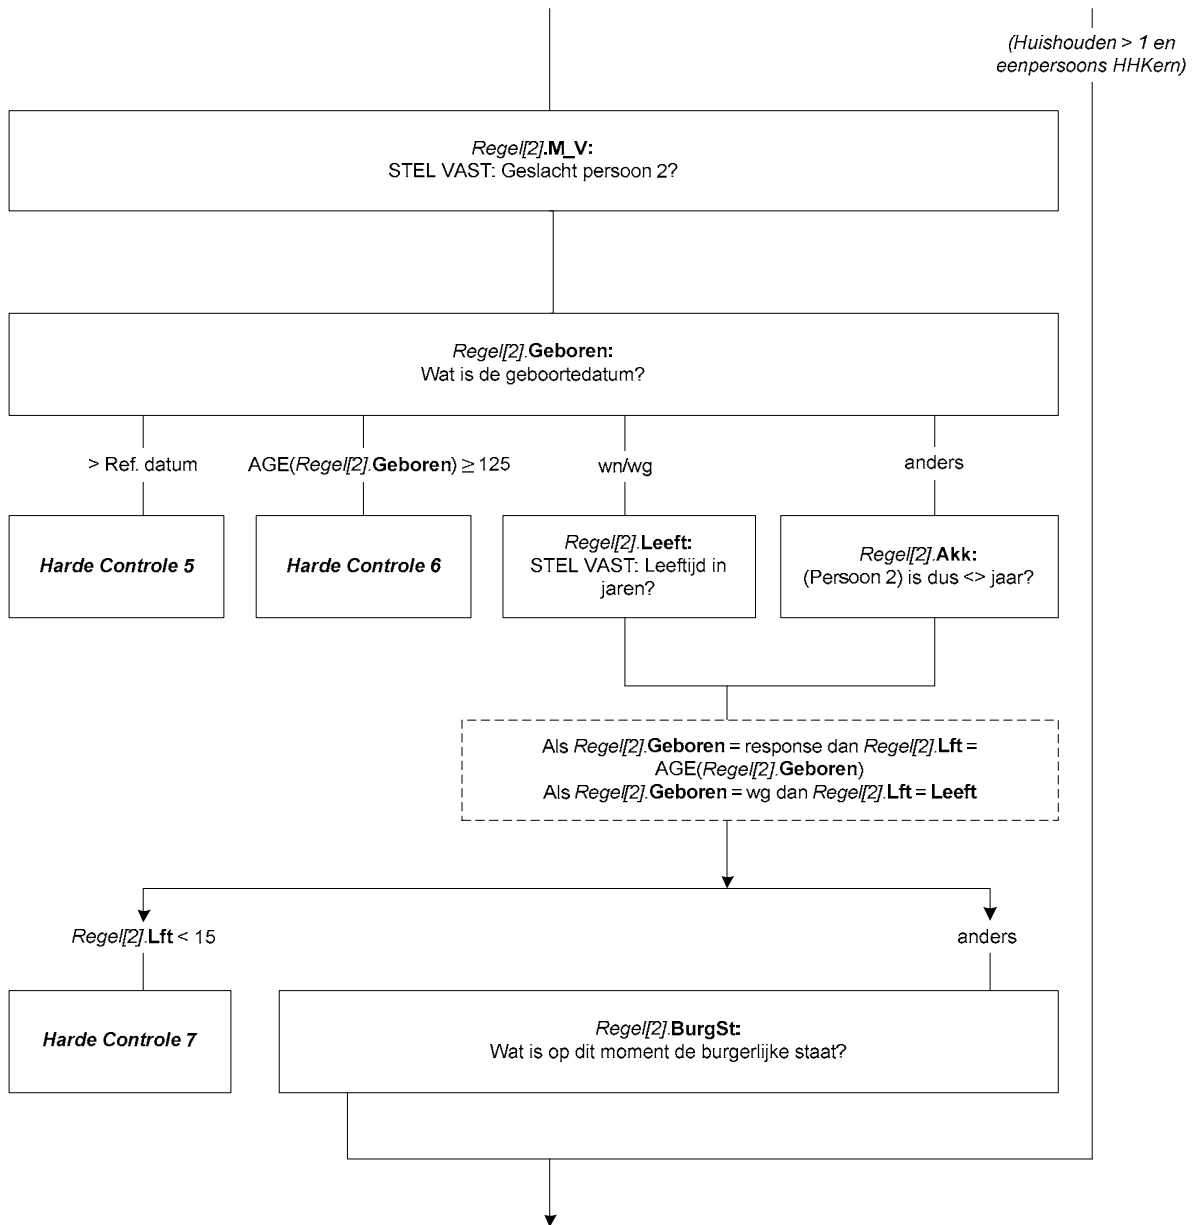 (Huishouden > 1 en
eenpersoons HHKern)
Regel[2].M_V:
STEL VAST: Geslacht persoon 2?
Regel[2].Geboren:
Wat is de geboortedatum?
> Ref. datum
AGE(Regel[2].Geboren) ≥ 125
wn/wg
anders
Harde Controle 5
Harde Controle 6
Regel[2].Leeft:
STEL VAST: Leeftijd in
jaren?
Regel[2].Akk:
(Persoon 2) is dus <> jaar?
Als Regel[2].Geboren = response dan Regel[2].Lft =
AGE(Regel[2].Geboren)
Als Regel[2].Geboren = wg dan Regel[2].Lft = Leeft
Regel[2].Lft < 15
anders
Harde Controle 7
Regel[2].BurgSt:
Wat is op dit moment de burgerlijke staat?